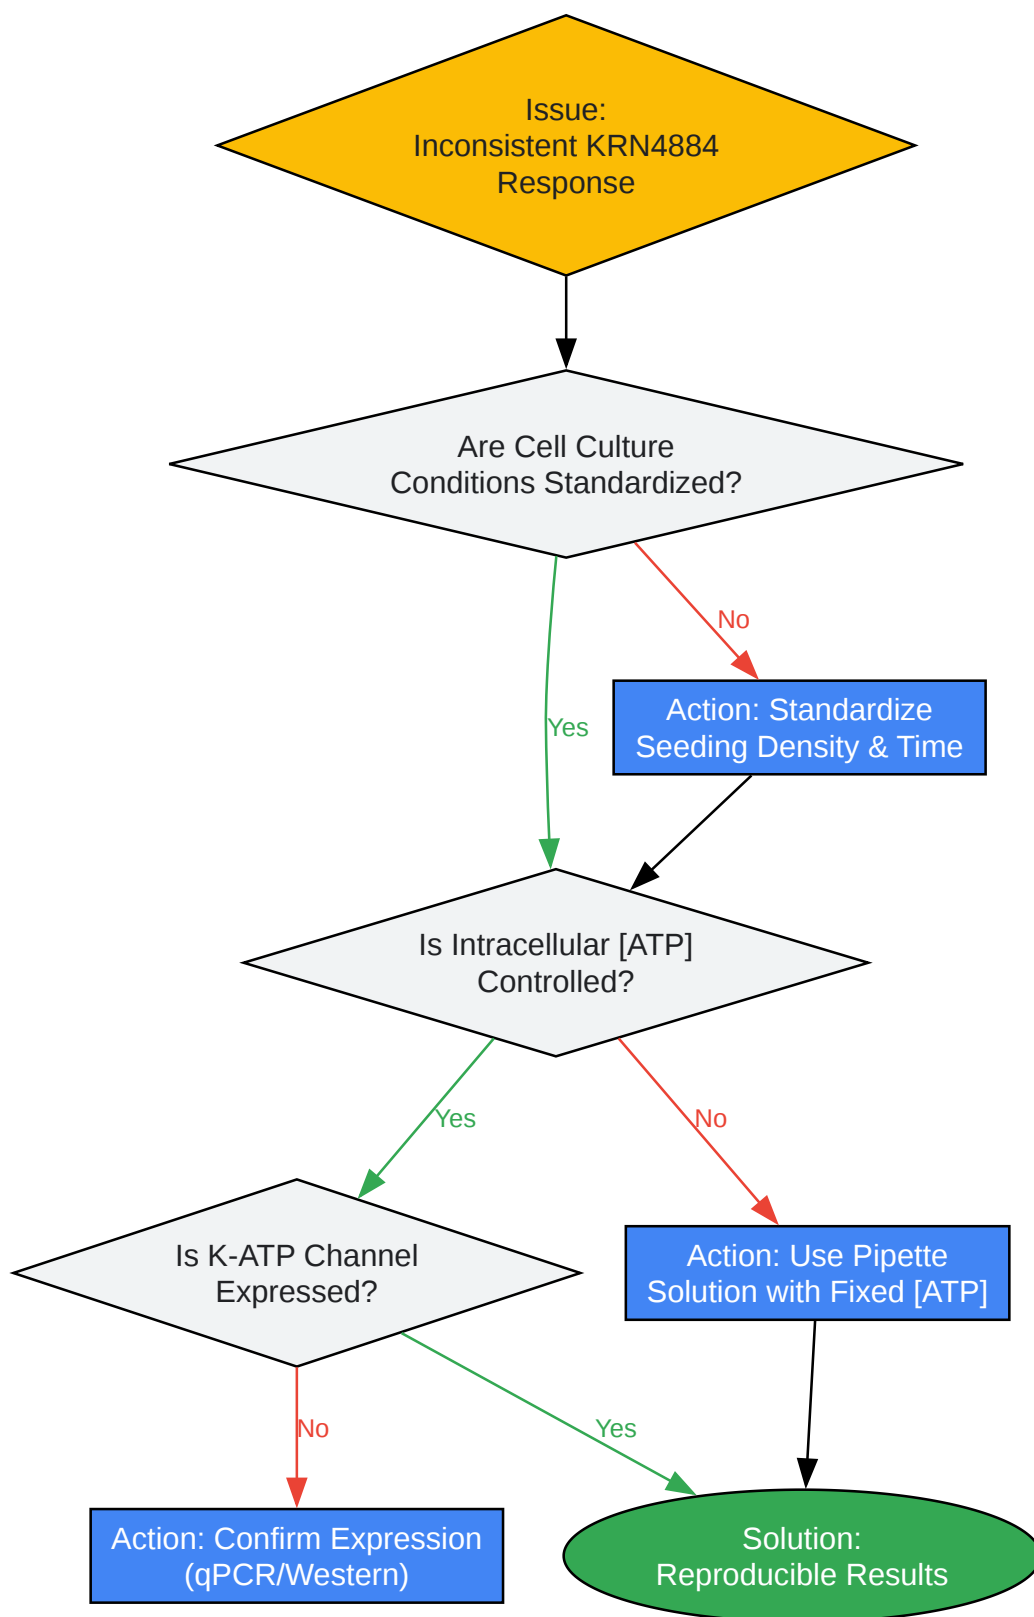 Issue:
Inconsistent KRN4884
Response
Are Cell Culture
Conditions Standardized?
No
Yes
Action: Standardize
Seeding Density & Time
Is Intracellular [ATP]
Controlled?
Yes
No
Is K-ATP Channel
Expressed?
Action: Use Pipette
Solution with Fixed [ATP]
No
Yes
Action: Confirm Expression
(qPCR/Western)
Solution:
Reproducible Results